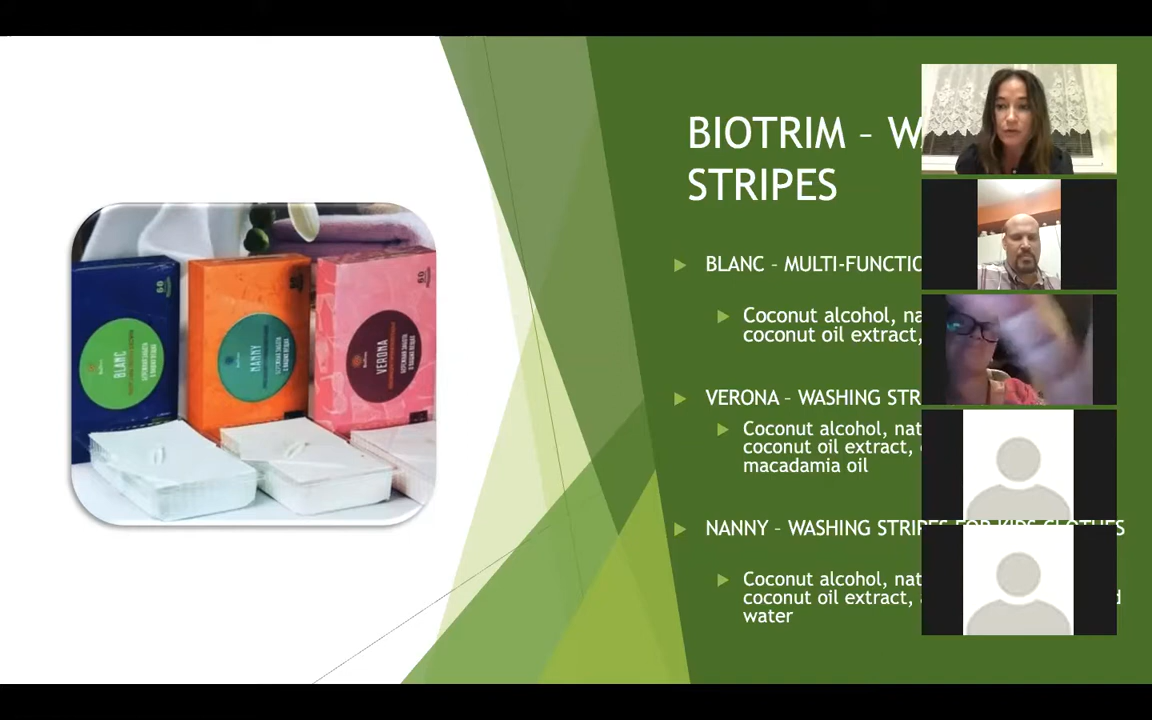 BIOTRIM – W
STRIPES
BLANC – MULTI-FUNCTIO
Coconut alcohol, na
coconut oil extract,
VERONA – WASHING STR
Coconut alcohol, nat
coconut oil extract,
macadamia oil
NANNY – WASHING STRIPES FOR KIDS CLOTHES
Coconut alcohol, nat
coconut oil extract,
water
BLANC
NANNY
VERONA